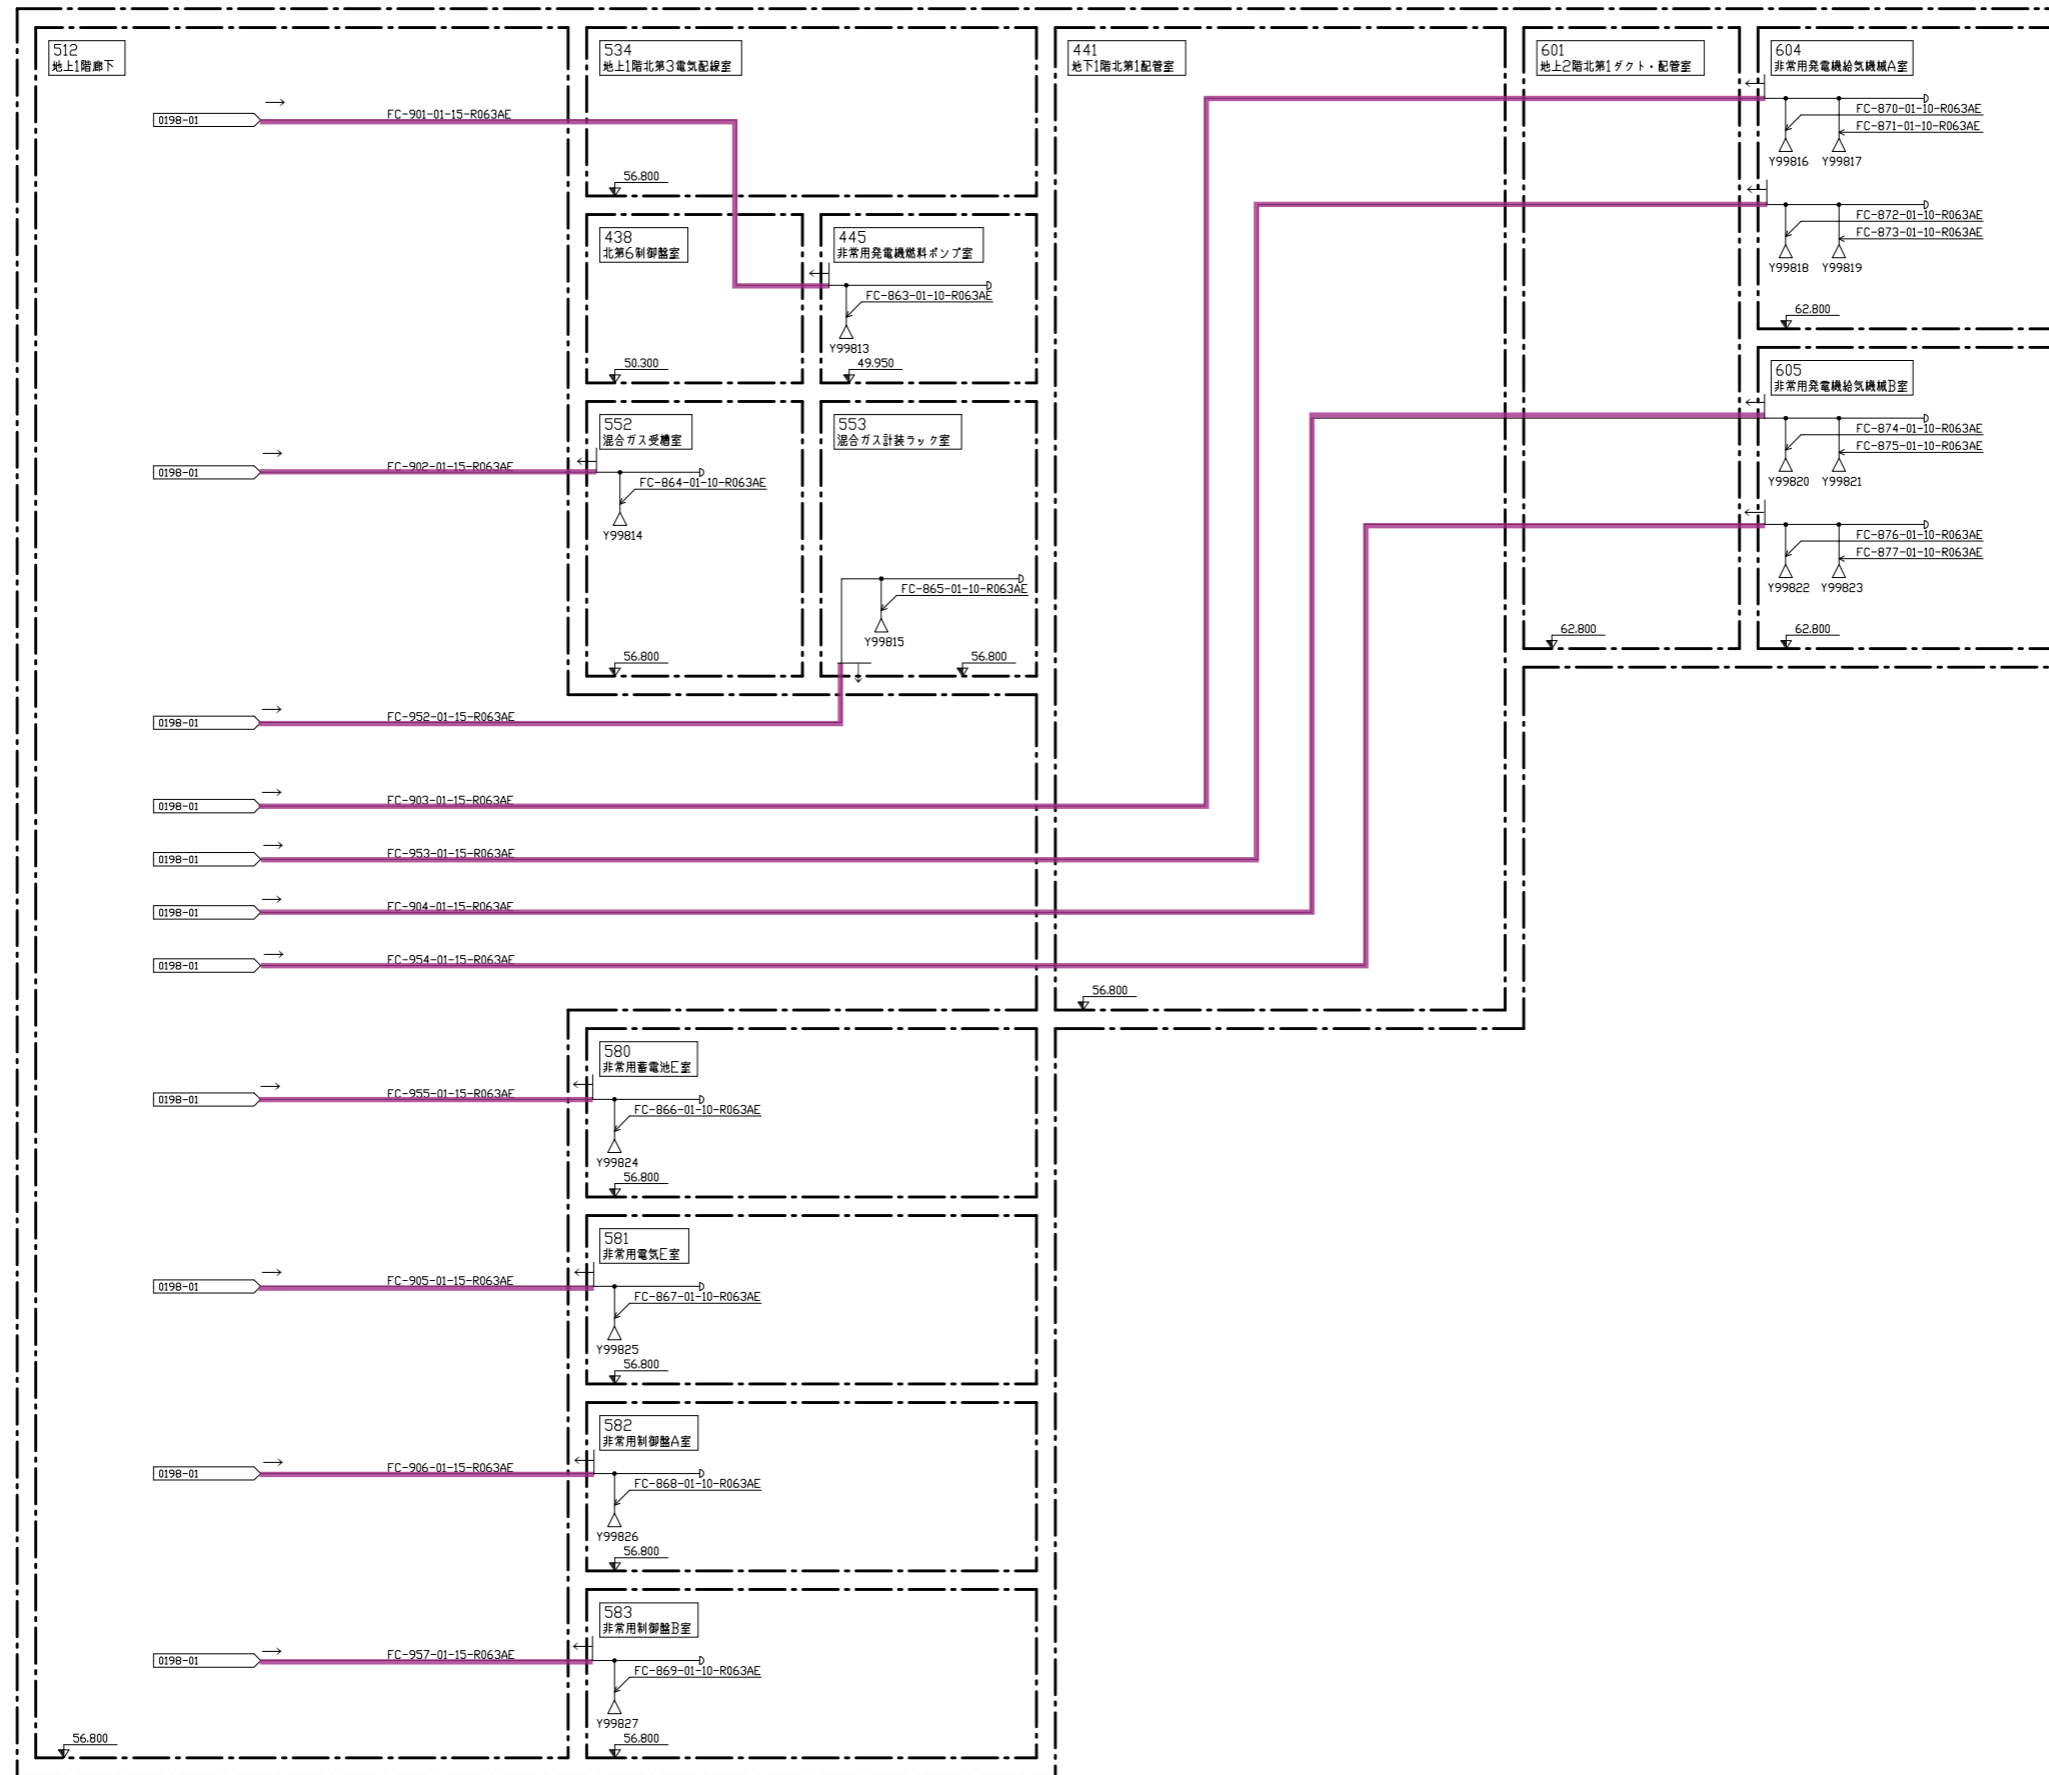 512
地上1階廊下
534
地上1階北第3電気配線室
441
地下1階北第1配管室
601
地上2階北第1ダクト・配管室
604
非常用発電機給気機械A室
0198-01
FC-901-01-15-R063AE
FC-870-01-10-R063AE
FC-871-01-10-R063AE
Y99816
Y99817
56.800
FC-872-01-10-R063AE
FC-873-01-10-R063AE
Y99818
Y99819
438
北第6制御盤室
445
非常用発電機燃料ポンプ室
FC-863-01-10-R063AE
Y99813
62.800
50.300
49.950
605
非常用発電機給気機械B室
552
混合ガス受槽室
553
混合ガス計装ラック室
FC-874-01-10-R063AE
FC-875-01-10-R063AE
Y99820
Y99821
0198-01
FC-902-01-15-R063AE
FC-864-01-10-R063AE
Y99814
FC-876-01-10-R063AE
FC-877-01-10-R063AE
Y99822
Y99823
FC-865-01-10-R063AE
Y99815
56.800
56.800
62.800
62.800
0198-01
FC-952-01-15-R063AE
0198-01
FC-903-01-15-R063AE
0198-01
FC-953-01-15-R063AE
0198-01
FC-904-01-15-R063AE
0198-01
FC-954-01-15-R063AE
56.800
580
非常用蓄電池E室
0198-01
FC-955-01-15-R063AE
FC-866-01-10-R063AE
Y99824
56.800
581
非常用電気E室
0198-01
FC-905-01-15-R063AE
FC-867-01-10-R063AE
Y99825
56.800
582
非常用制御盤A室
0198-01
FC-906-01-15-R063AE
FC-868-01-10-R063AE
Y99826
56.800
583
非常用制御盤B室
0198-01
FC-957-01-15-R063AE
FC-869-01-10-R063AE
Y99827
56.800
56.800